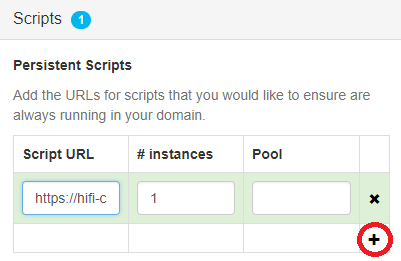 Scripts 1
Persistent Scripts
Add the URLs for scripts that you would like to ensure are
always running in your domain.
Script URL # instances Pool
https://hifi-c 1